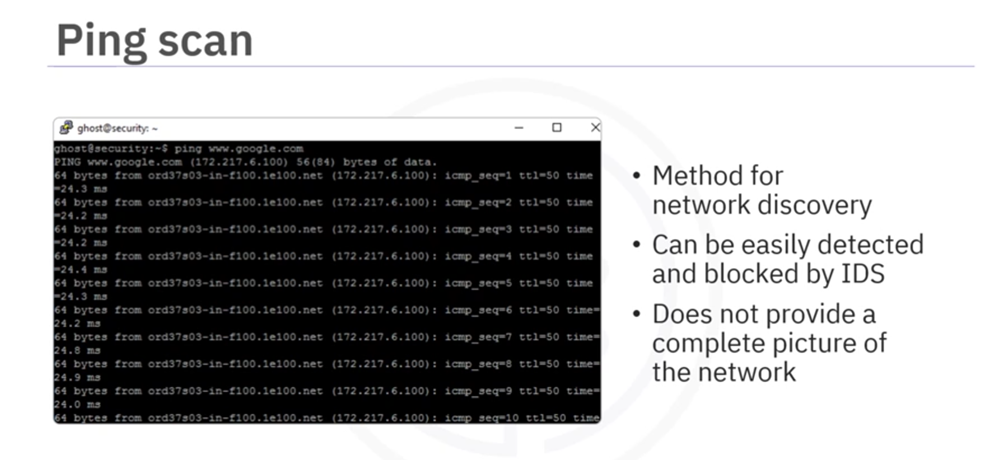 Ping scan
ghost@security: ~
ghost@security:~$ ping www.google.com
PING www.google.com (172.217.6.100) 56(84) bytes of data.
64 bytes from ord37s03-in-f100.1e100.net (172.217.6.100): icmp_seq=1 ttl=50 time
=24.3 ms
64 bytes from ord37s03-in-f100.1e100.net (172.217.6.100): icmp_seq=2 ttl=50 time
=24.2 ms
64 bytes from ord37s03-in-f100.1e100.net (172.217.6.100): icmp_seq=3 ttl=50 time
=24.2 ms
64 bytes from ord37s03-in-f100.1e100.net (172.217.6.100): icmp_seq=4 ttl=50 time
=24.4 ms
64 bytes from ord37s03-in-f100.1e100.net (172.217.6.100): icmp_seq=5 ttl=50 time
=24.3 ms
64 bytes from ord37s03-in-f100.1e100.net (172.217.6.100): icmp_seq=6 ttl=50 time=
24.2 ms
64 bytes from ord37s03-in-f100.1e100.net (172.217.6.100): icmp_seq=7 ttl=50 time=
24.8 ms
64 bytes from ord37s03-in-f100.1e100.net (172.217.6.100): icmp_seq=8 ttl=50 time=
24.9 ms
64 bytes from ord37s03-in-f100.1e100.net (172.217.6.100): icmp_seq=9 ttl=50 time=
24.0 ms
64 bytes from ord37s03-in-f100.1e100.net (172.217.6.100): icmp seq=10 ttl=50 time
• Method for
network discovery
• Can be easily detected
and blocked by IDS
• Does not provide a
complete picture of
the network